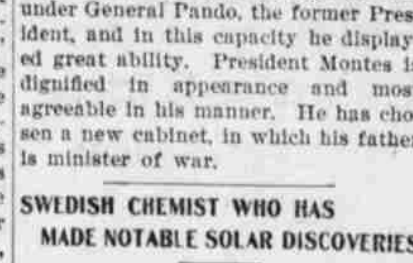 under General Pando, the former Pres
ident, and in this capacity he display
ed great ability. President Montes is
dignified in appearance and most
agreeable in his manner. He has cho
sen a new cabinet, in which his father
is minister of war.
SWEDISH CHEMIST WHO HAS
MADE NOTABLE SOLAR DISCOVERIES